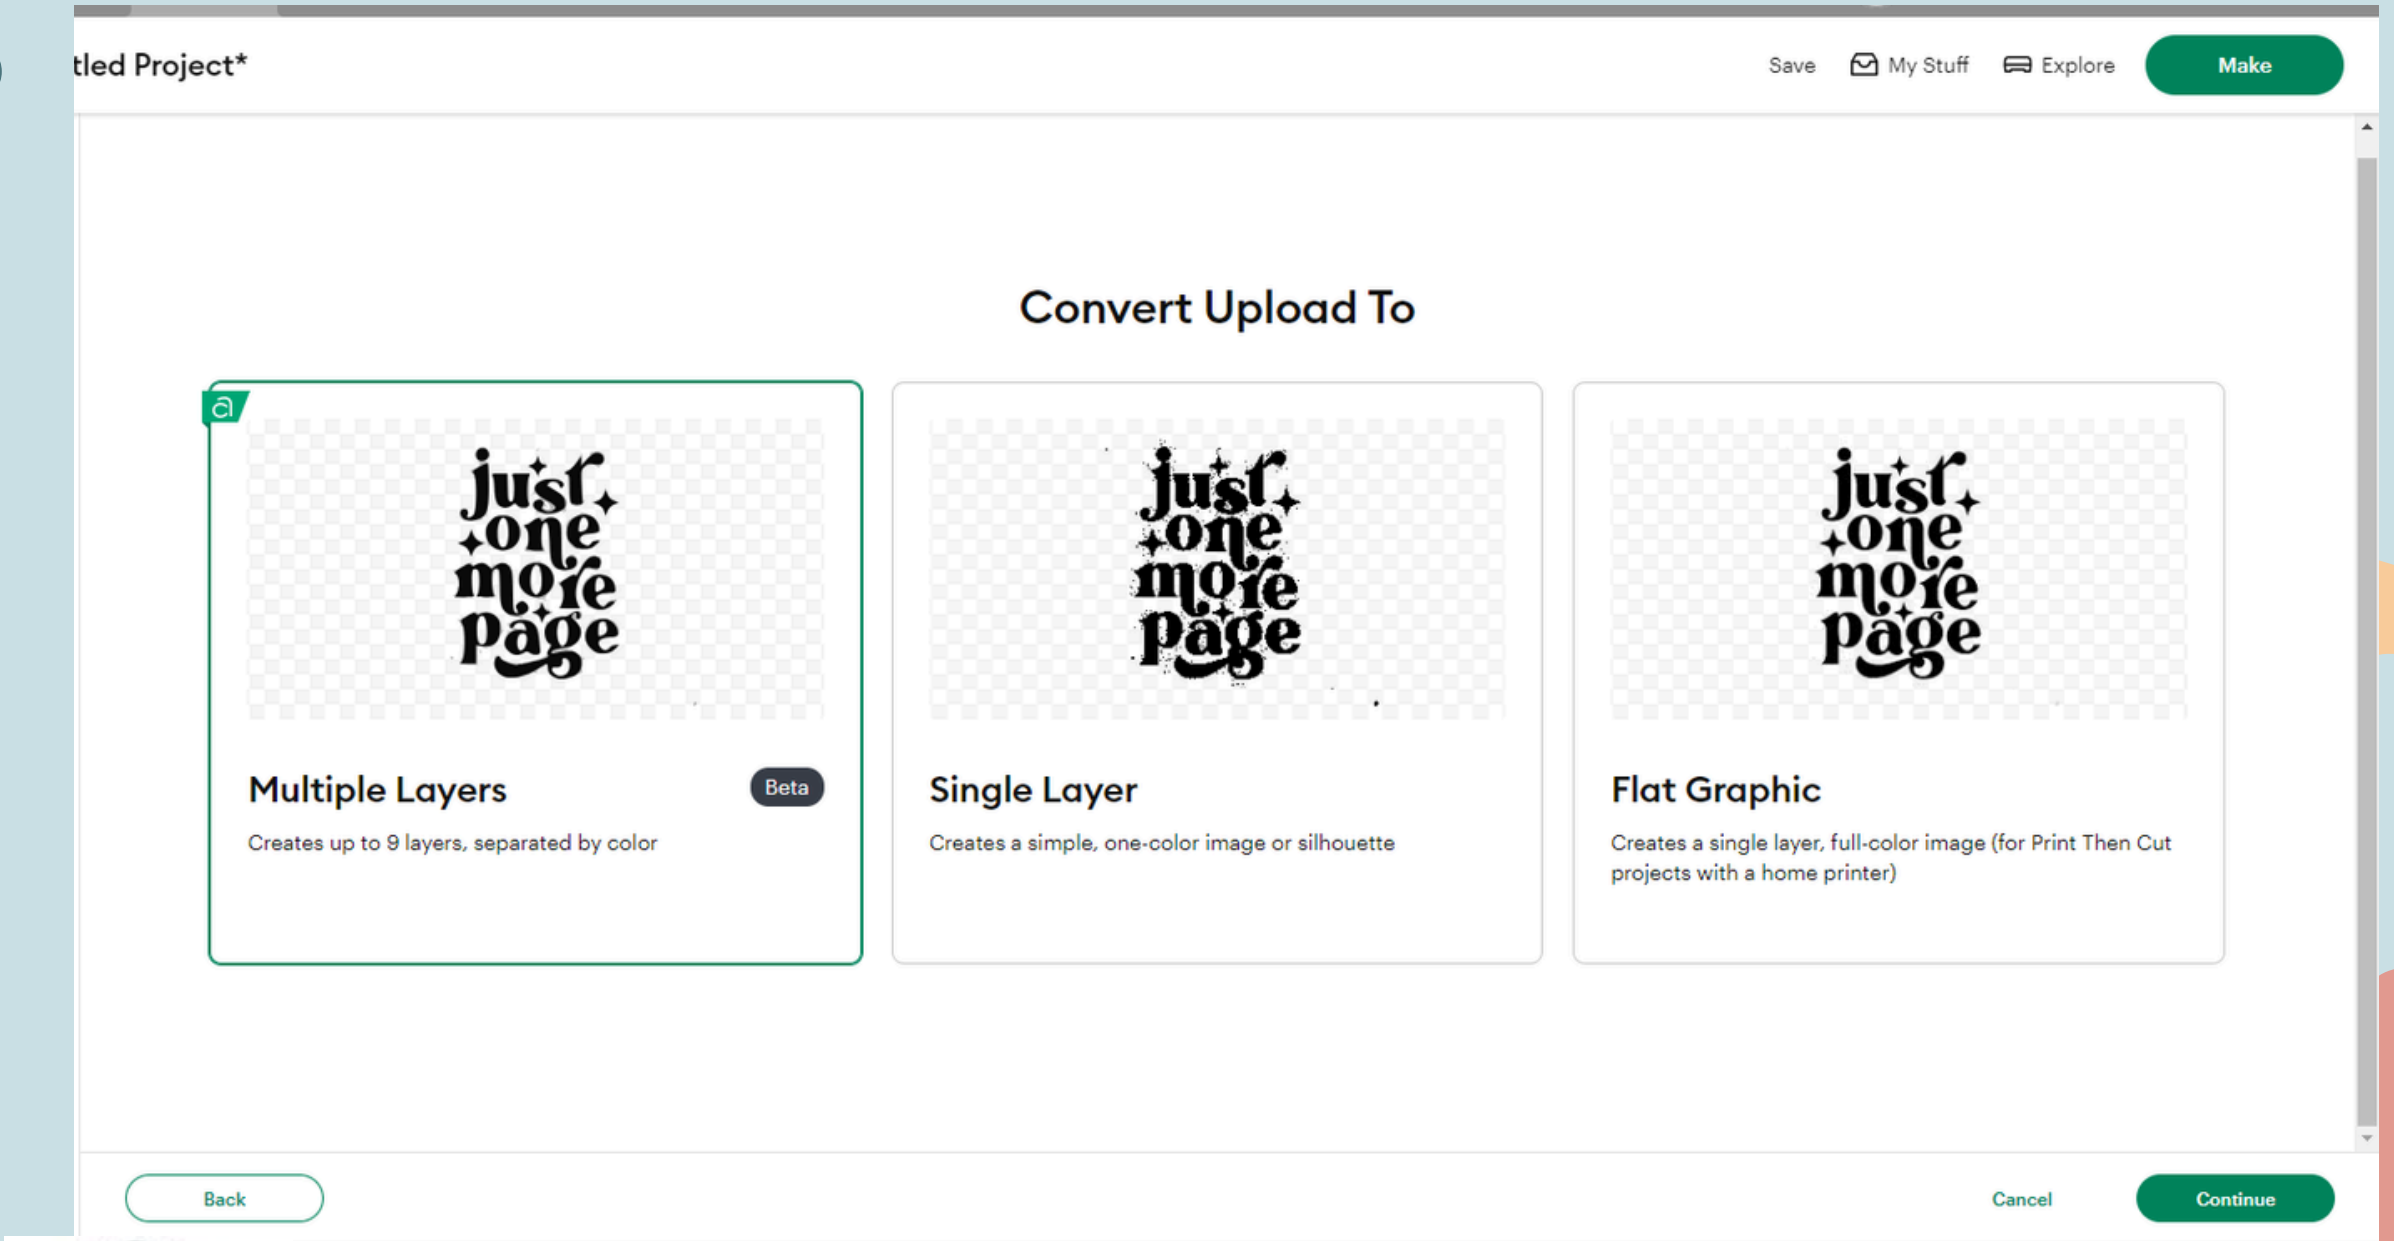 tled Project*
Save My Stuff Explore Make
Convert Upload To
just
one
more
page
just
one
more
page
just
one
more
page
Multiple Layers Beta
Creates up to 9 layers, separated by color
Single Layer
Creates a simple, one-color image or silhouette
Flat Graphic
Creates a single layer, full-color image (for Print Then Cut
projects with a home printer)
Back
Cancel Continue